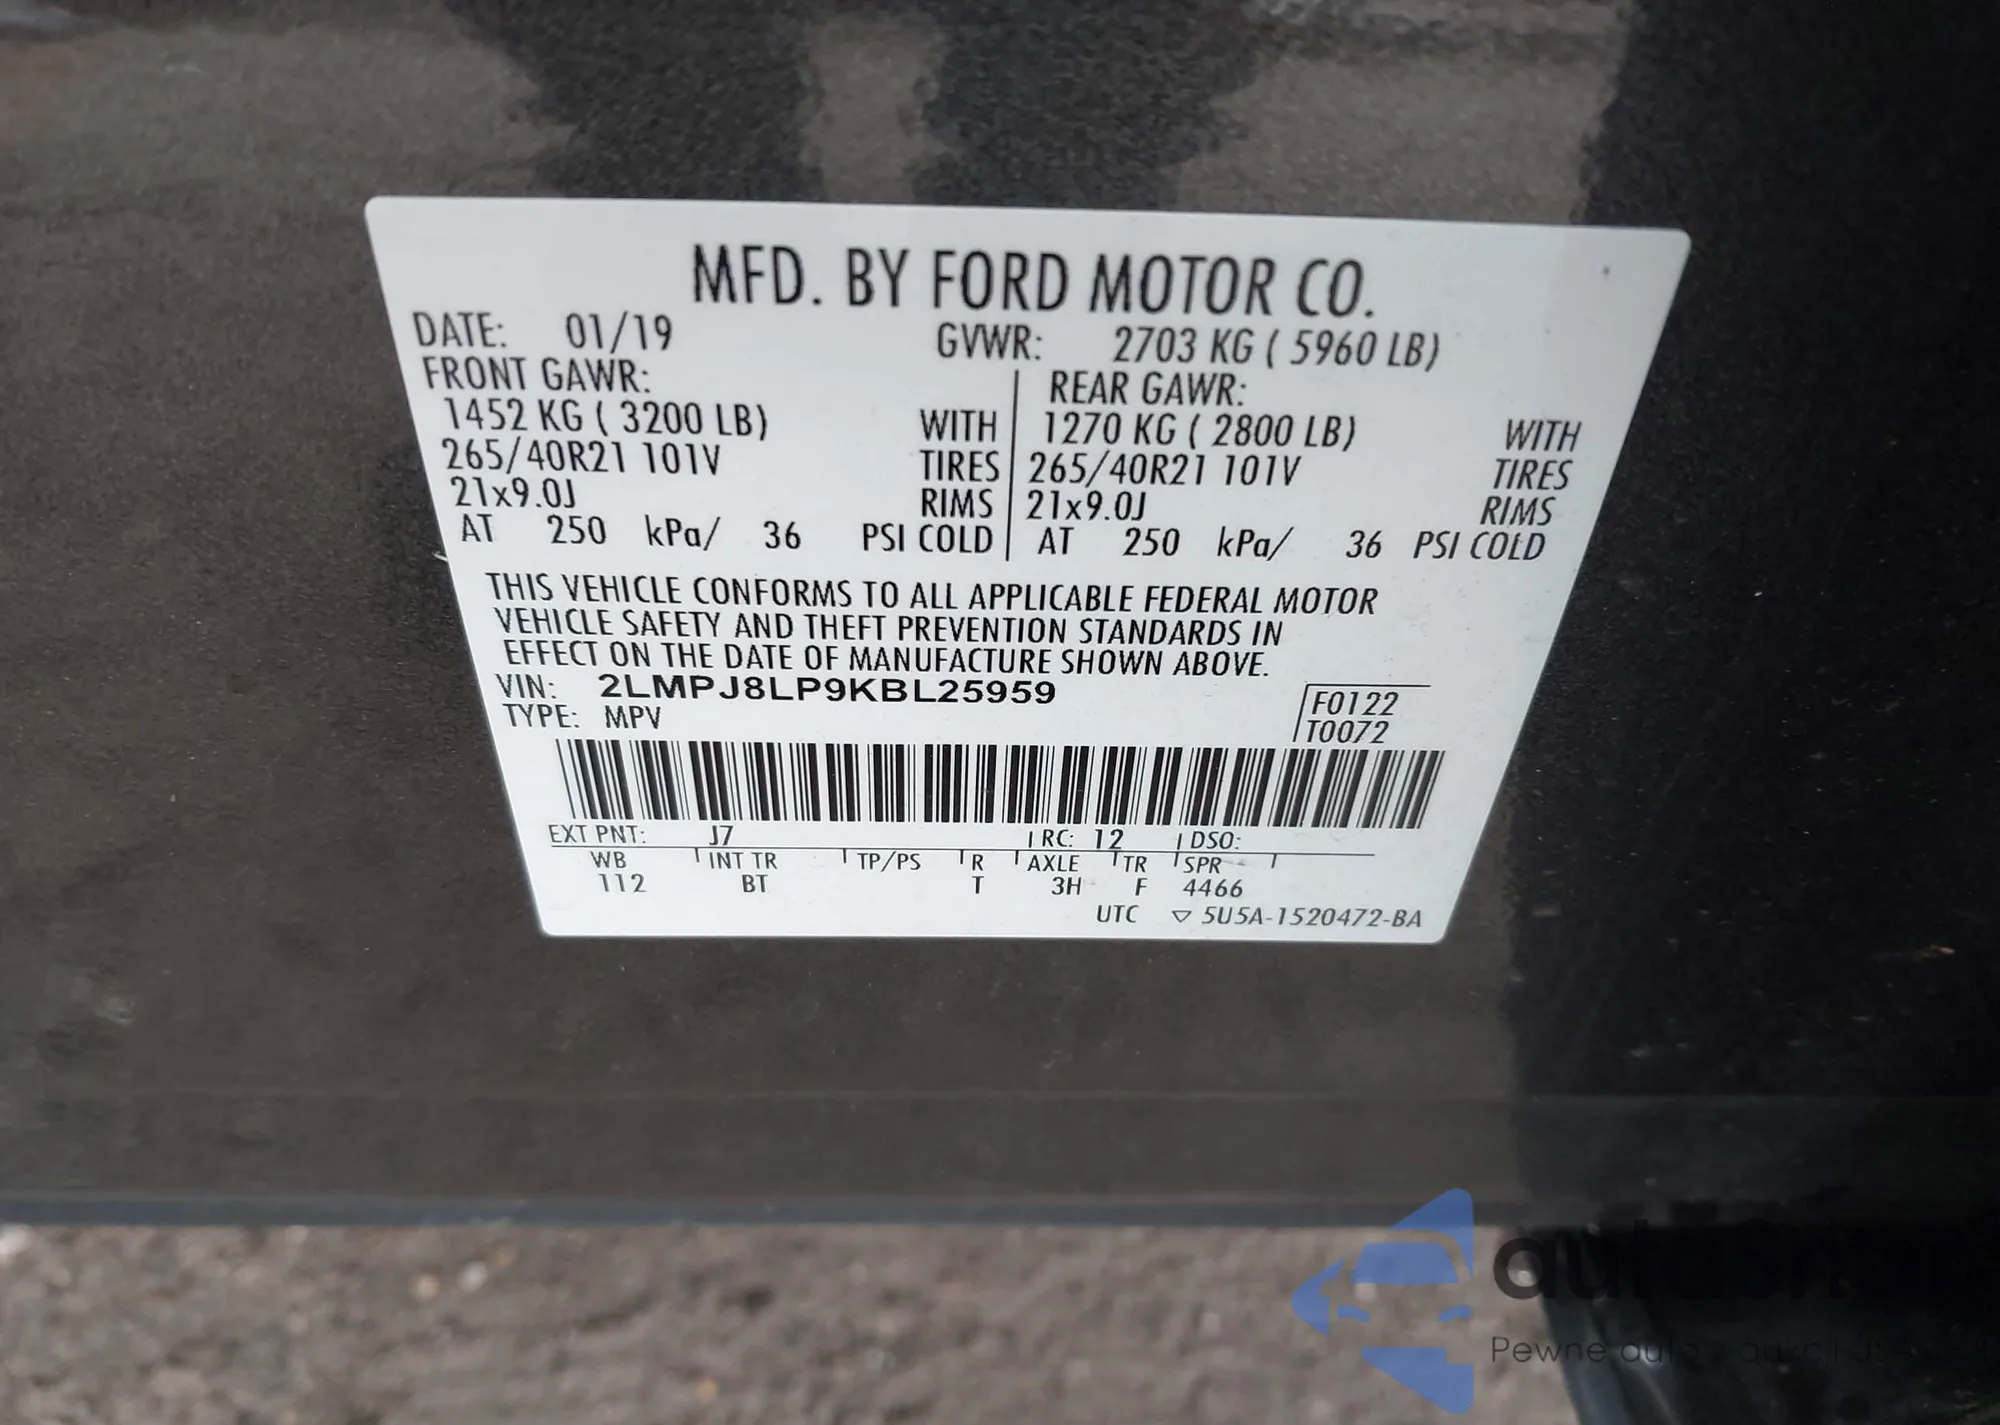 MFD. BY FORD MOTOR CO.
DATE: 01/19 GVWR: 2703 KG ( 5960 LB)
FRONT GAWR: REAR GAWR:
1452 KG ( 3200 LB) WITH 1270 KG ( 2800 LB) WITH
265/40R21 101V TIRES 265/40R21 101V TIRES
21x9.0J RIMS 21x9.0J RIMS
AT 250 kPa/ 36 PSI COLD AT 250 kPa/ 36 PSI COLD
THIS VEHICLE CONFORMS TO ALL APPLICABLE FEDERAL MOTOR
VEHICLE SAFETY AND THEFT PREVENTION STANDARDS IN
EFFECT ON THE DATE OF MANUFACTURE SHOWN ABOVE.
VIN: 2LMPJ8LP9KBL25959 F0122
TYPE: MPV T0072
EXT PNT: J7 RC: 12 DSO:
WB INT TR TP/PS R AXLE TR SPR
112 BT T 3H F 4466
UTC ▽ 5U5A-1520472-BA
Pewne auta